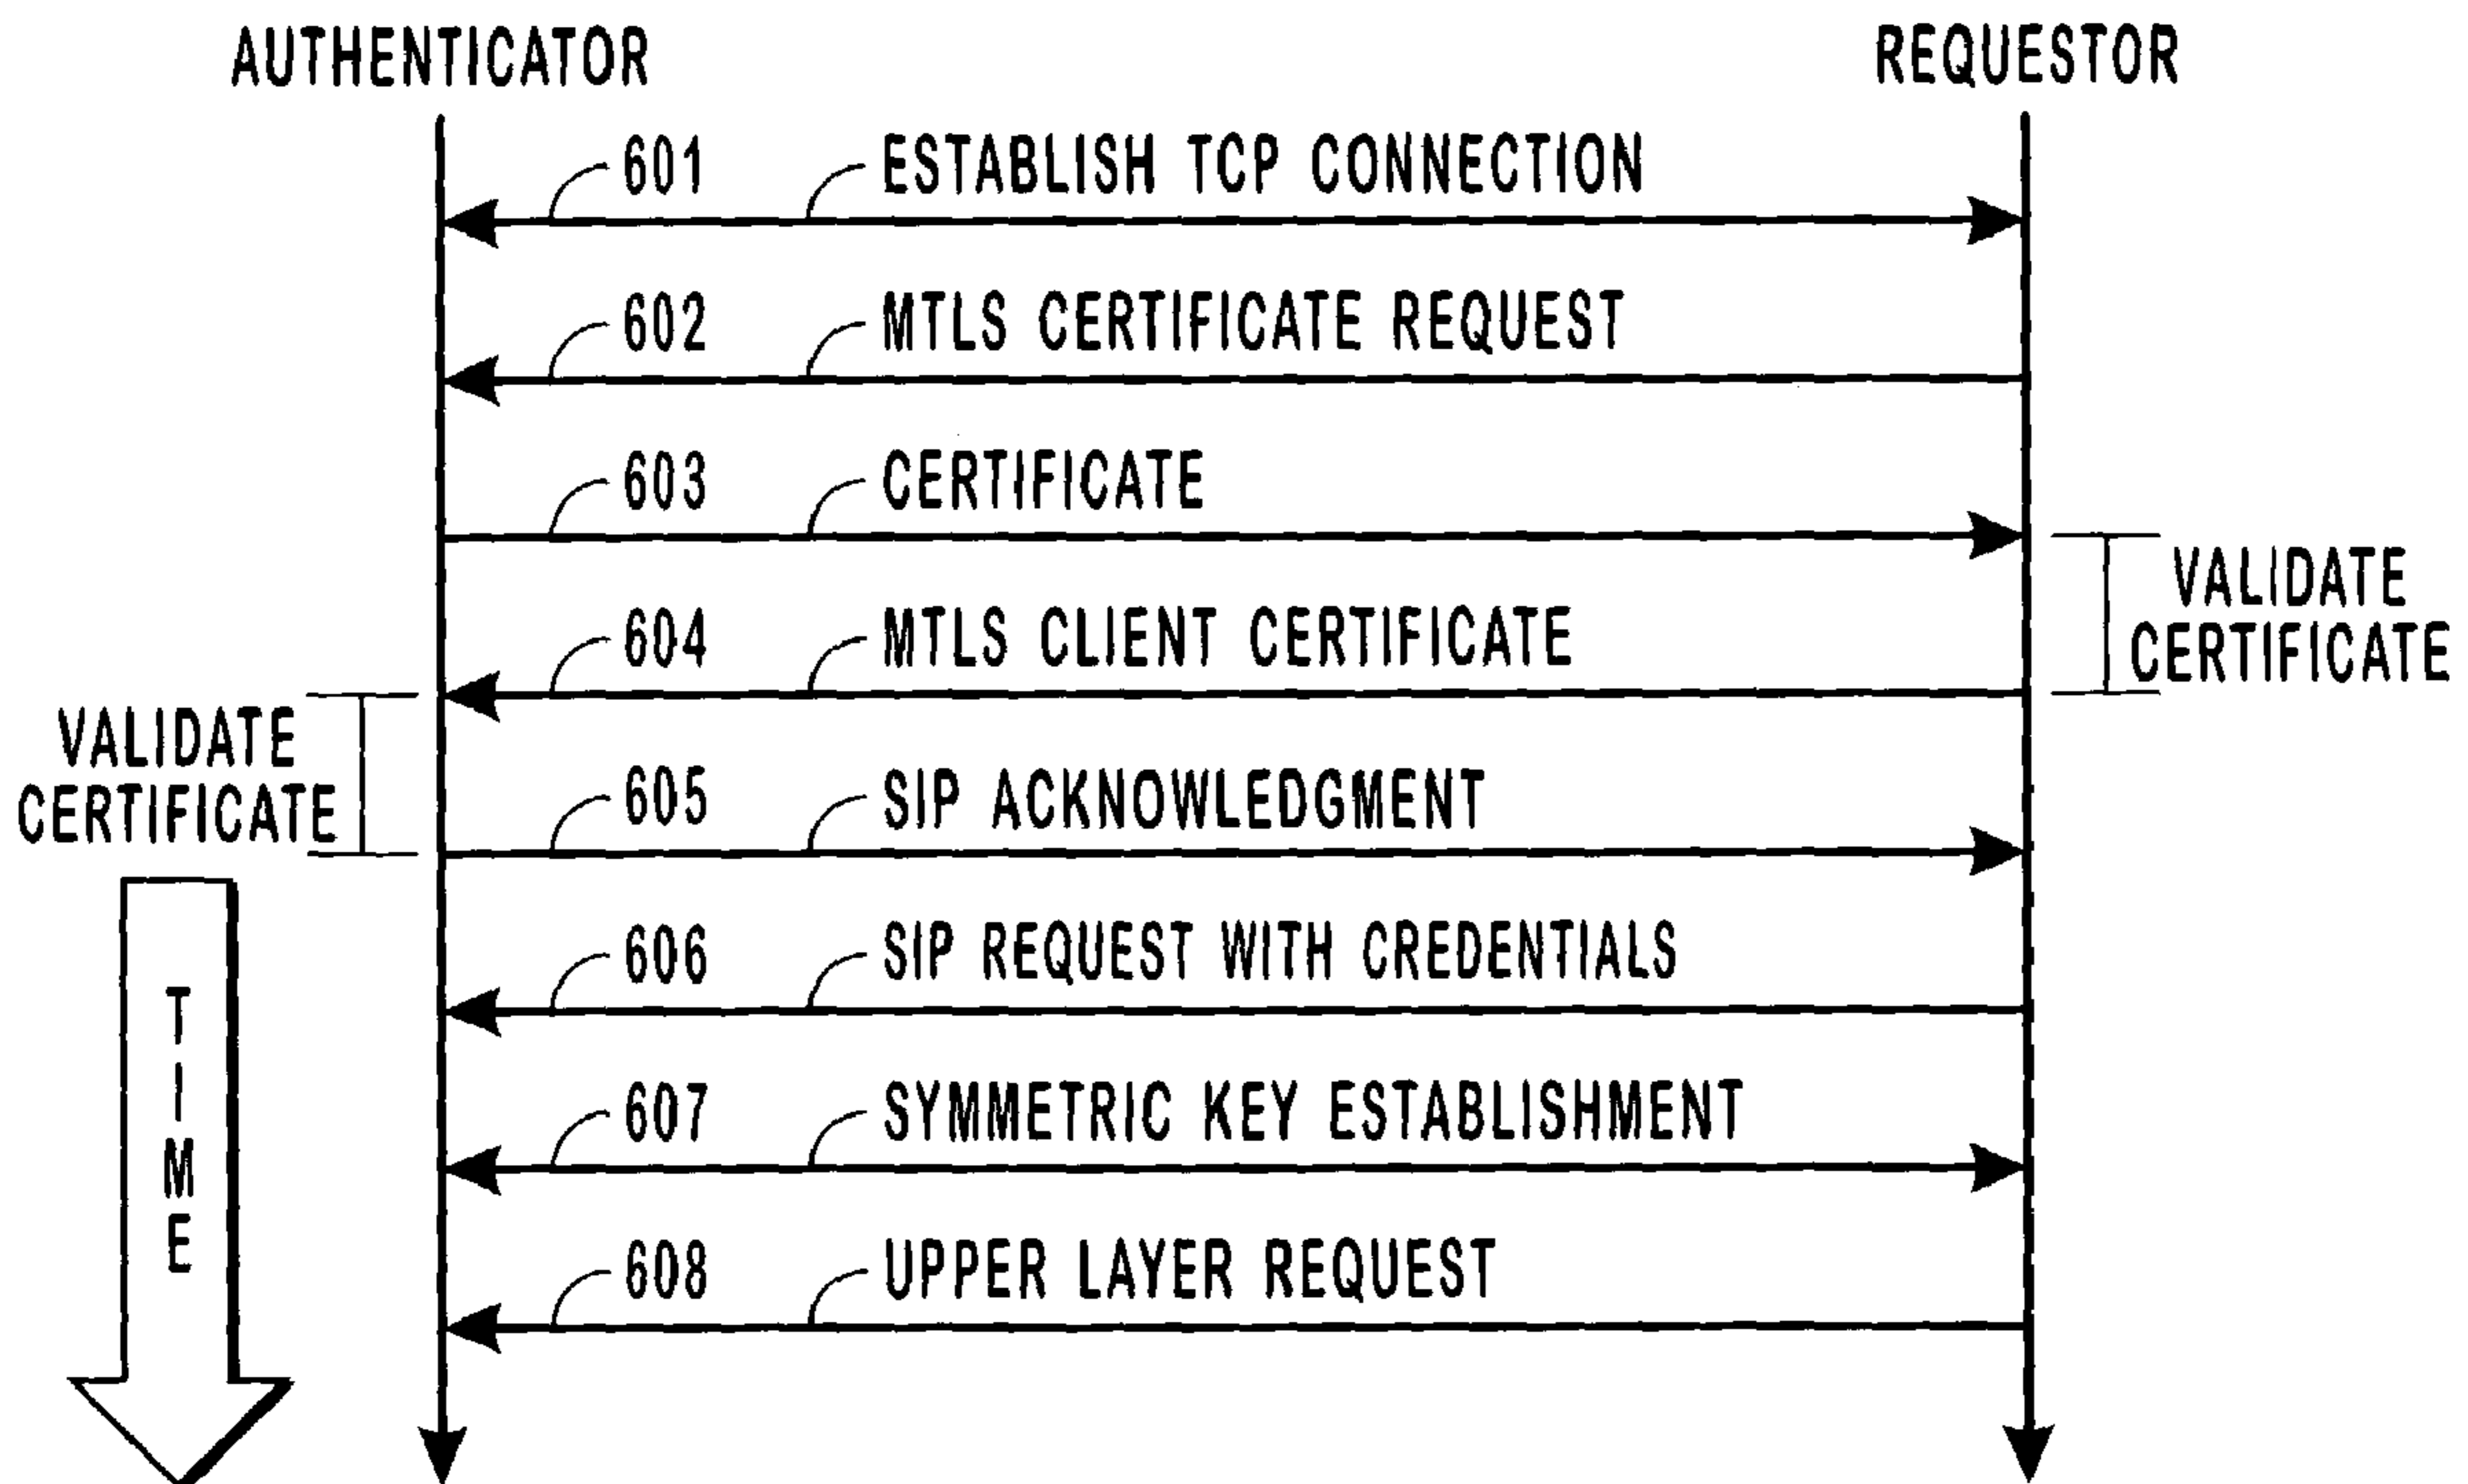 AUTHENTICATOR
REQUESTOR
601 ESTABLISH TCP CONNECTION
602 MTLS CERTIFICATE REQUEST
603 CERTIFICATE
VALIDATE
CERTIFICATE
604 MTLS CLIENT CERTIFICATE
VALIDATE
CERTIFICATE
605 SIP ACKNOWLEDGMENT
606 SIP REQUEST WITH CREDENTIALS
TIME
607 SYMMETRIC KEY ESTABLISHMENT
608 UPPER LAYER REQUEST